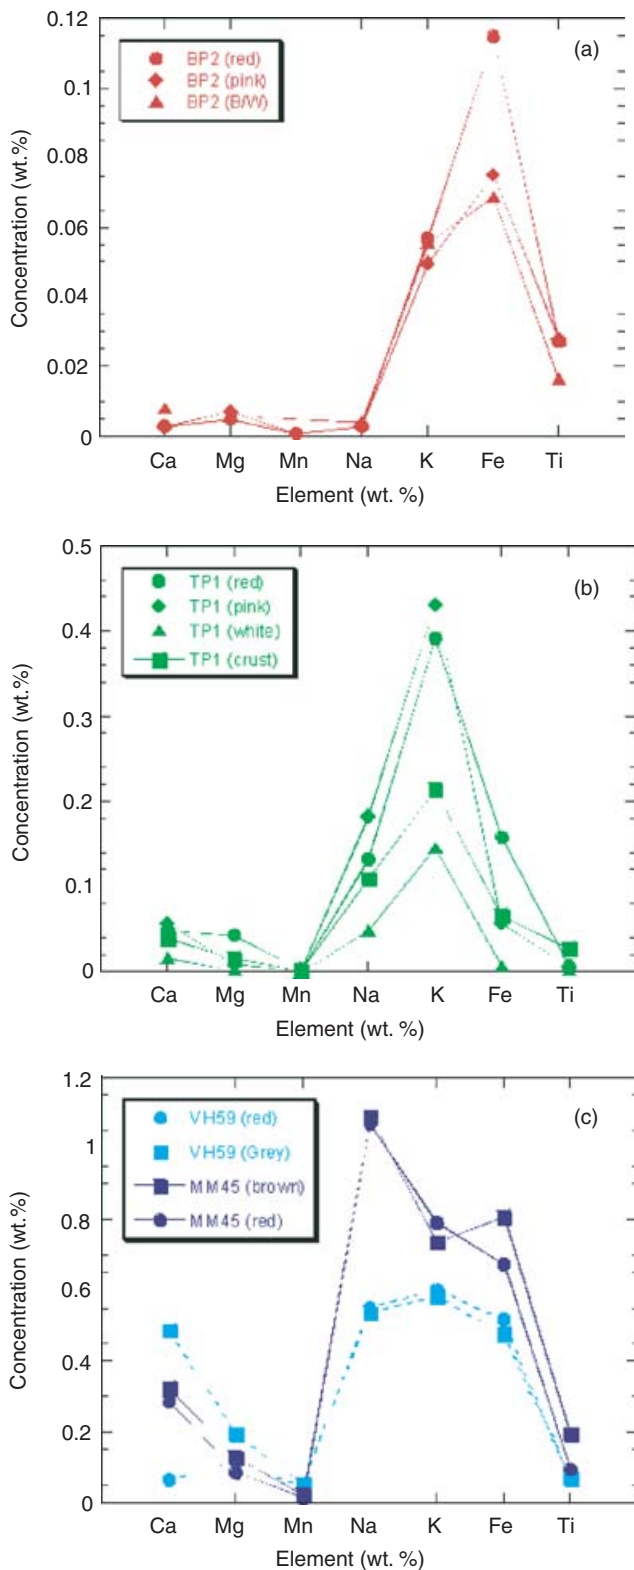 (a)
BP2 (red)
BP2 (pink)
BP2 (B/W)
Concentration (wt.%)
0.12
0.1
0.08
0.06
0.04
0.02
0
Ca Mg Mn Na K Fe Ti
Element (wt. %)
(b)
TP1 (red)
TP1 (pink)
TP1 (white)
TP1 (crust)
Concentration (wt.%)
0.5
0.4
0.3
0.2
0.1
0
Ca Mg Mn Na K Fe Ti
Element (wt. %)
(c)
VH59 (red)
VH59 (Grey)
MM45 (brown)
MM45 (red)
Concentration (wt.%)
1.2
1
0.8
0.6
0.4
0.2
0
Ca Mg Mn Na K Fe Ti
Element (wt. %)